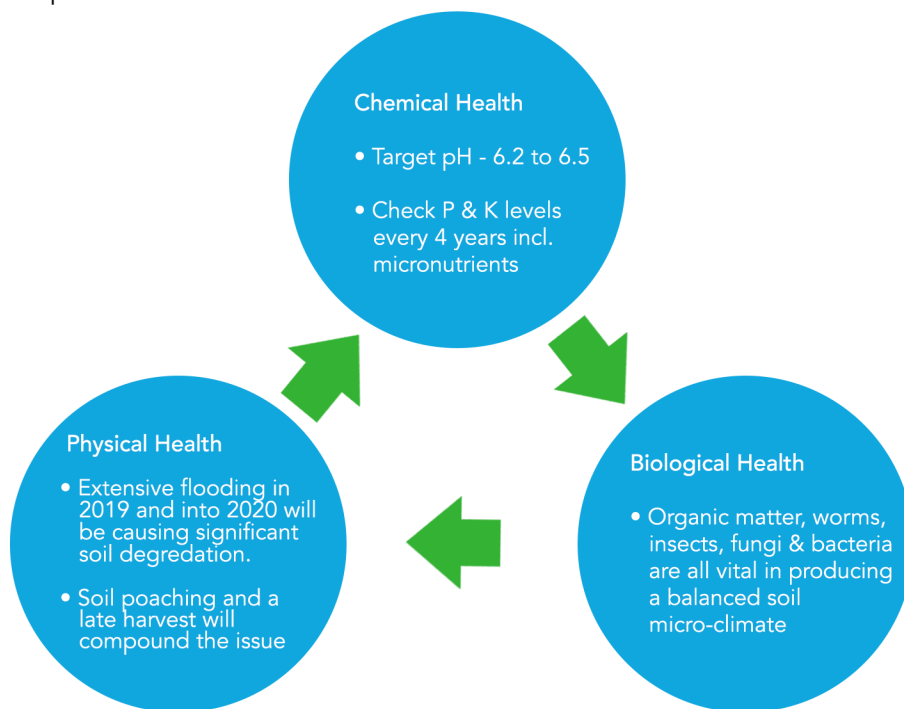 Chemical Health
• Target pH - 6.2 to 6.5
• Check P & K levels
every 4 years incl.
micronutrients
Physical Health
• Extensive flooding in
2019 and into 2020 will
be causing significant
soil degredation.
• Soil poaching and a
late harvest will
compound the issue
Biological Health
• Organic matter, worms,
insects, fungi & bacteria
are all vital in producing
a balanced soil
micro-climate